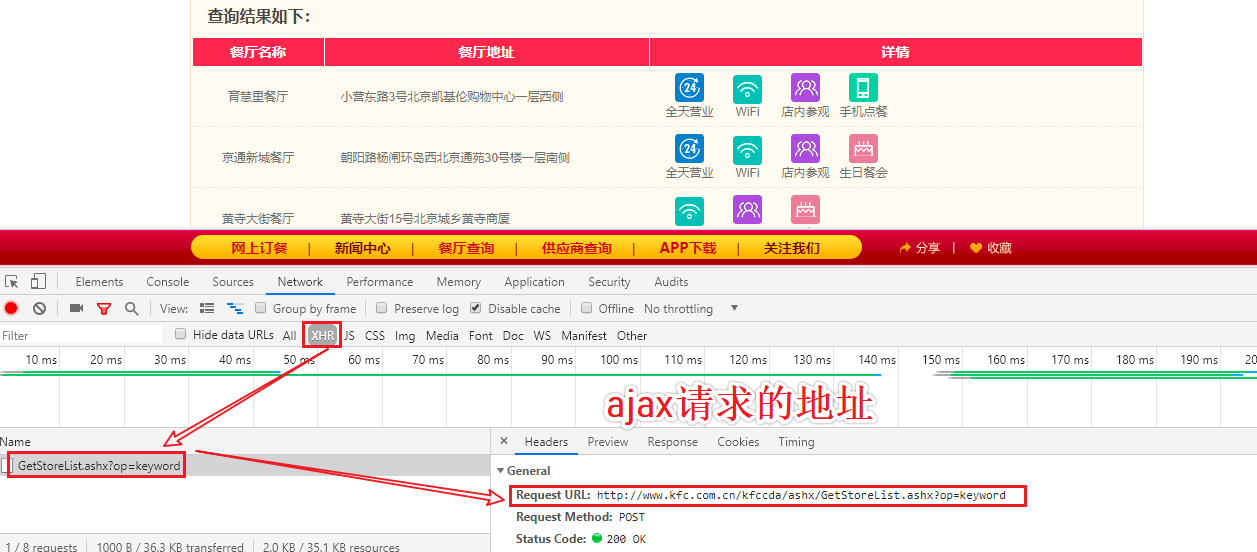 查询结果如下：
餐厅名称 餐厅地址 详情
育慧里餐厅 小营东路3号北京凯基伦购物中心一层西侧 全天营业 WiFi 店内参观 手机点餐
京通新城餐厅 朝阳路杨闸环岛西北京通苑30号楼一层南侧 全天营业 WiFi 店内参观 生日餐会
黄寺大街餐厅 黄寺大街15号北京城乡黄寺商厦
网上订餐 | 新闻中心 | 餐厅查询 | 供应商查询 | APP下载 | 关注我们 分享 | 收藏
Elements Console Sources Network Performance Memory Application Security Audits
View: Group by frame Preserve log Disable cache Offline No throttling
Filter Hide data URLs All XHR JS CSS Img Media Font Doc WS Manifest Other
10 ms 20 ms 30 ms 40 ms 50 ms 60 ms 70 ms 80 ms 90 ms 100 ms 110 ms 120 ms 130 ms 140 ms 150 ms 160 ms 170 ms 180 ms 190 ms 20
ajax请求的地址
Name × Headers Preview Response Cookies Timing
GetStoreList.ashx?op=keyword
General
Request URL: http://www.kfc.com.cn/kfccda/ashx/GetStoreList.ashx?op=keyword
Request Method: POST
Status Code: 200 OK
1 / 8 requests | 1000 B / 36.3 KB transferred | 2.0 KB / 35.1 KB resources